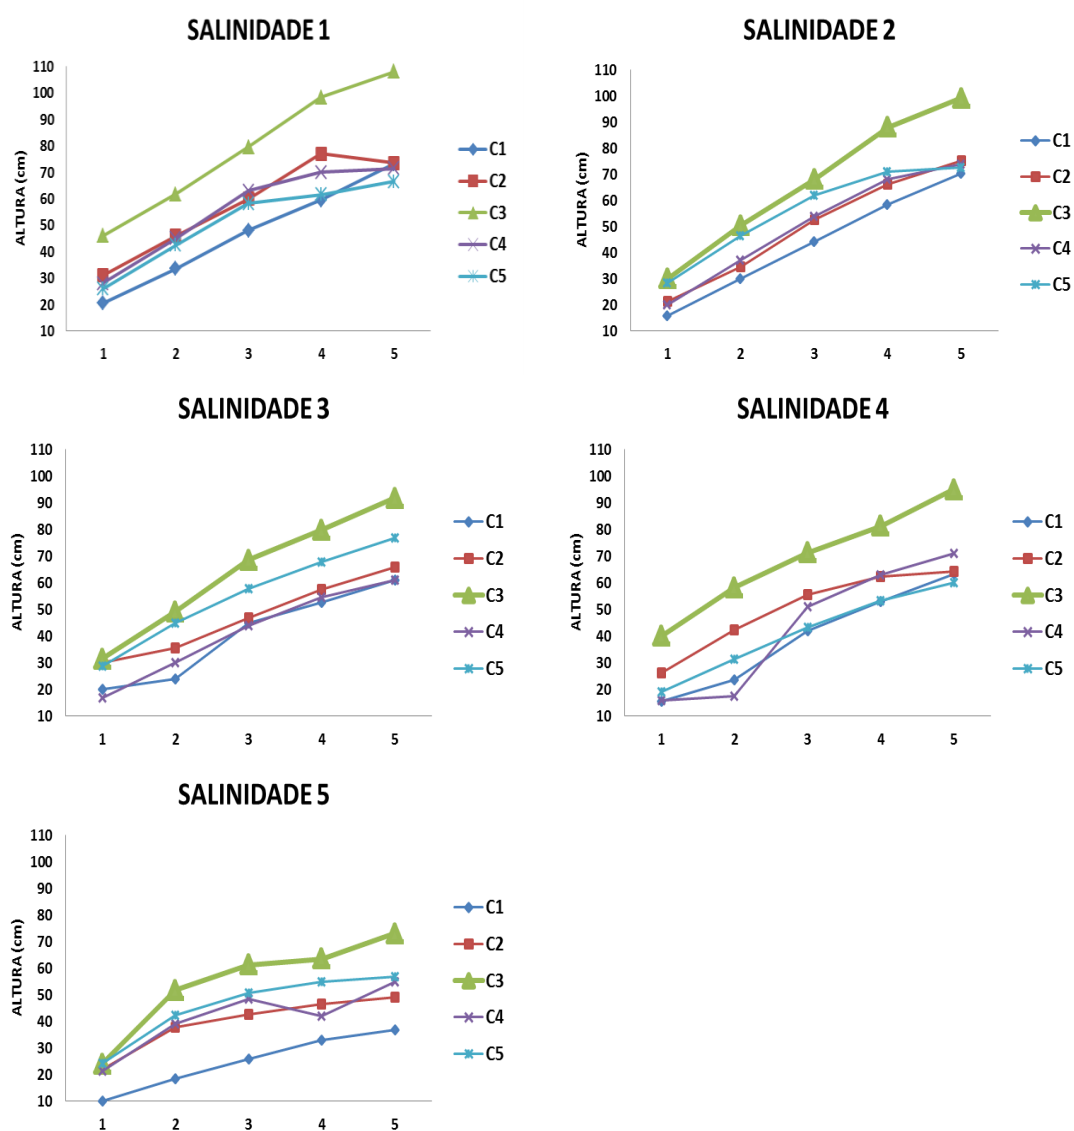 SALINIDADE 1
ALTURA (cm)
110
100
90
80
70
60
50
40
30
20
10
1 2 3 4 5
C1
C2
C3
C4
C5
SALINIDADE 2
ALTURA (cm)
110
100
90
80
70
60
50
40
30
20
10
1 2 3 4 5
C1
C2
C3
C4
C5
SALINIDADE 3
ALTURA (cm)
110
100
90
80
70
60
50
40
30
20
10
1 2 3 4 5
C1
C2
C3
C4
C5
SALINIDADE 4
ALTURA (cm)
110
100
90
80
70
60
50
40
30
20
10
1 2 3 4 5
C1
C2
C3
C4
C5
SALINIDADE 5
ALTURA (cm)
110
100
90
80
70
60
50
40
30
20
10
1 2 3 4 5
C1
C2
C3
C4
C5